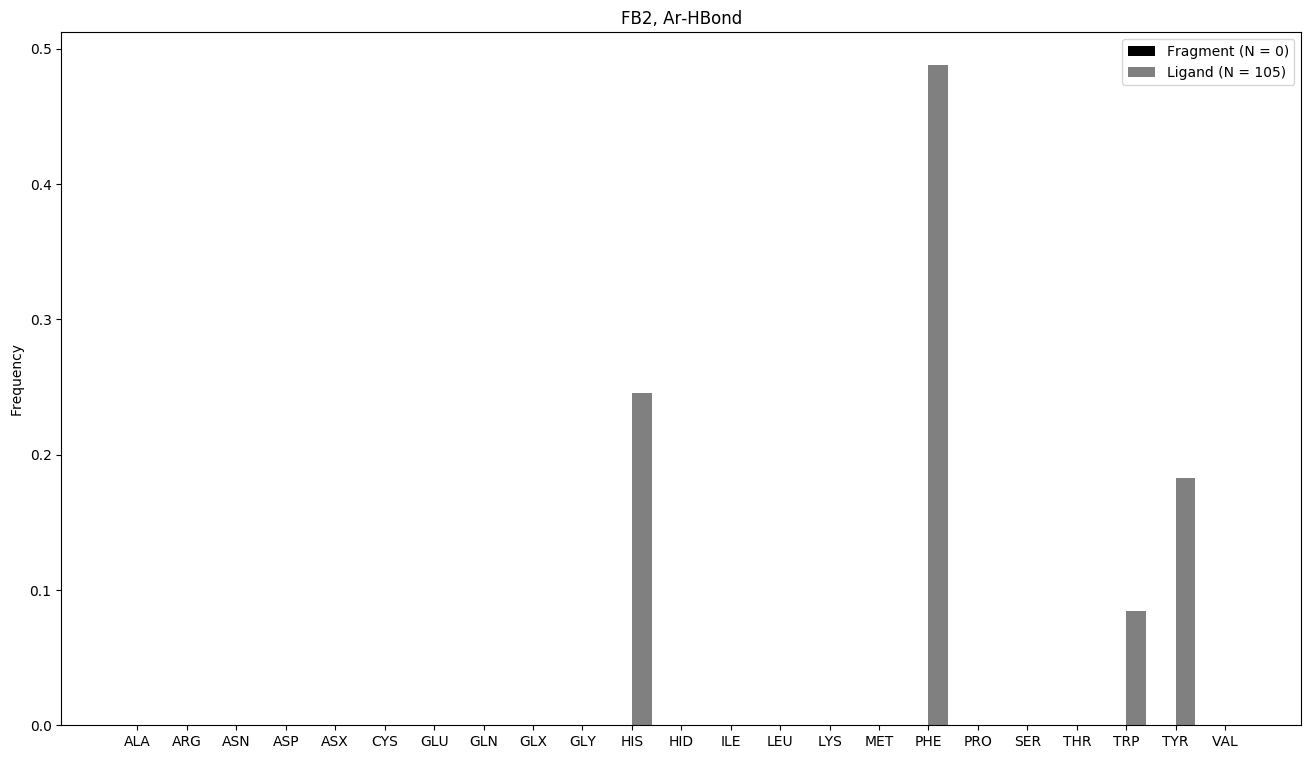 FB2, Ar-HBond
Fragment (N = 0)
Ligand (N = 105)
Frequency
0.5
0.4
0.3
0.2
0.1
0.0
ALA ARG ASN ASP ASX CYS GLU GLN GLX GLY HIS HID ILE LEU LYS MET PHE PRO SER THR TRP TYR VAL